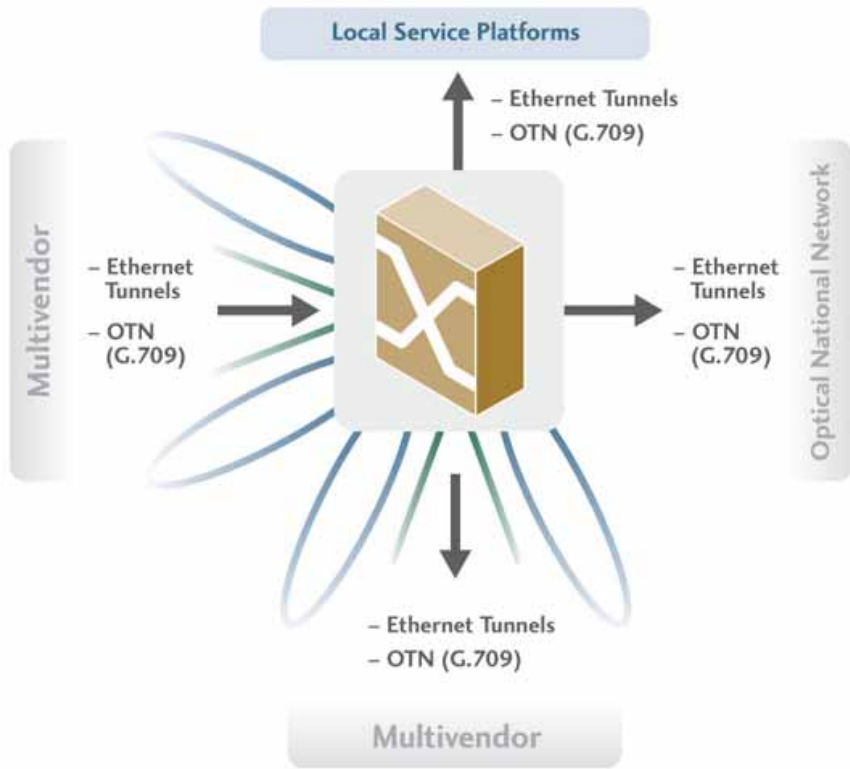 Local Service Platforms
– Ethernet Tunnels
– OTN (G.709)
Multivendor
– Ethernet
Tunnels
– OTN
(G.709)
– Ethernet
Tunnels
– OTN
(G.709)
Optical National Network
– Ethernet Tunnels
– OTN (G.709)
Multivendor